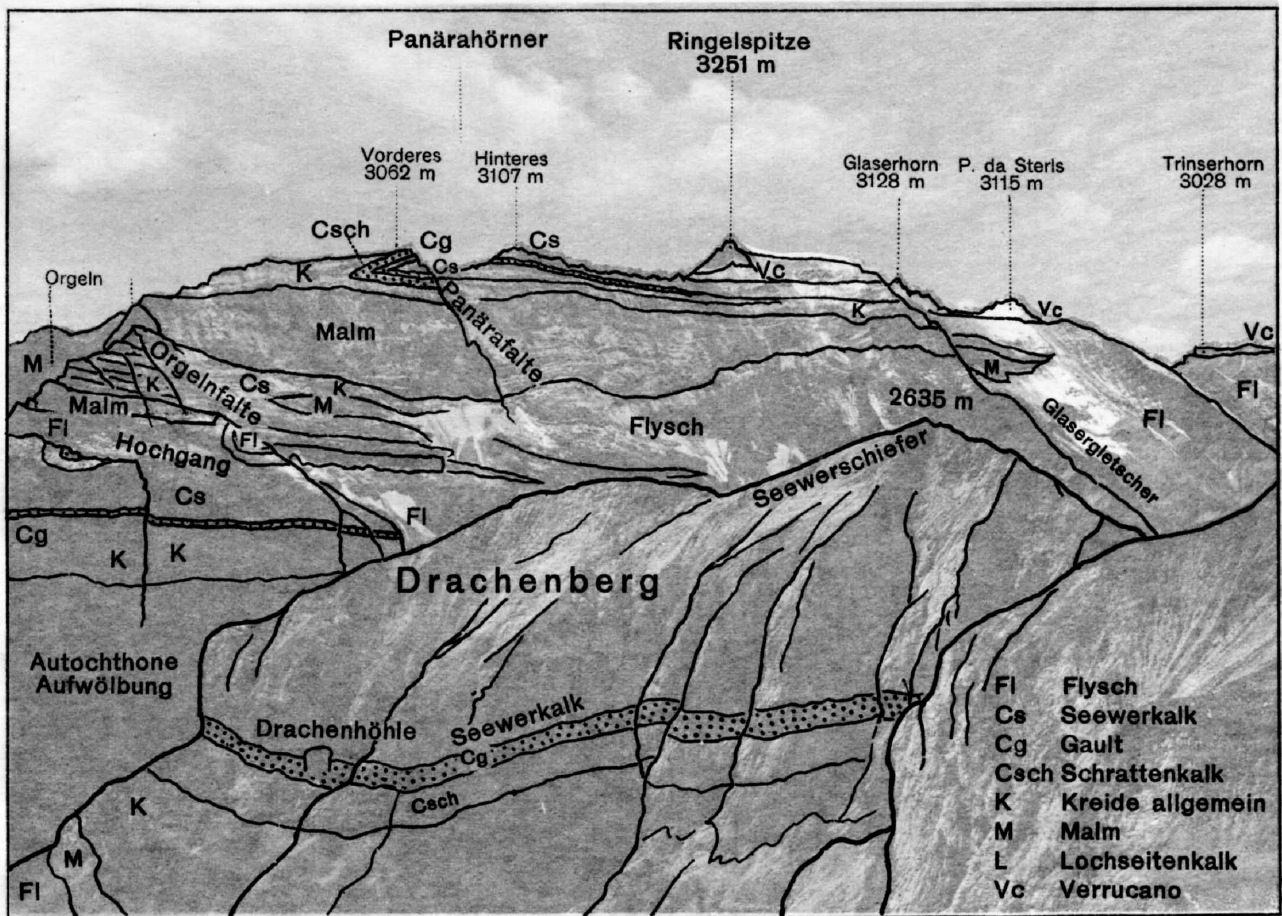 Panärahörner
Ringelspitze
3251 m
Vorderes
3062 m
Hinteres
3107 m
Glaserhorn
3128 m
P. da Sterls
3115 m
Trinserhorn
3028 m
Csch
Cg
Cs
Cs
K
Vc
Orgeln
Panärafalte
K
Vc
Vc
Malm
M
Orgelnfalte
Cs
K
M
K
M
Fl
Fl
2635 m
Malm
Fl
Hochgang
Fl
Flysch
Glasergletscher
Seewerschiefer
Cs
Fl
Cg
K
K
Drachenberg
Autochthone
Aufwölbung
Drachenhöhle
Seewerkalk
Cg
Csch
K
M
Fl
Fl Flysch
Cs Seewerkalk
Cg Gault
Csch Schrattenkalk
K Kreide allgemein
M Malm
L Lochseitenkalk
Vc Verrucano